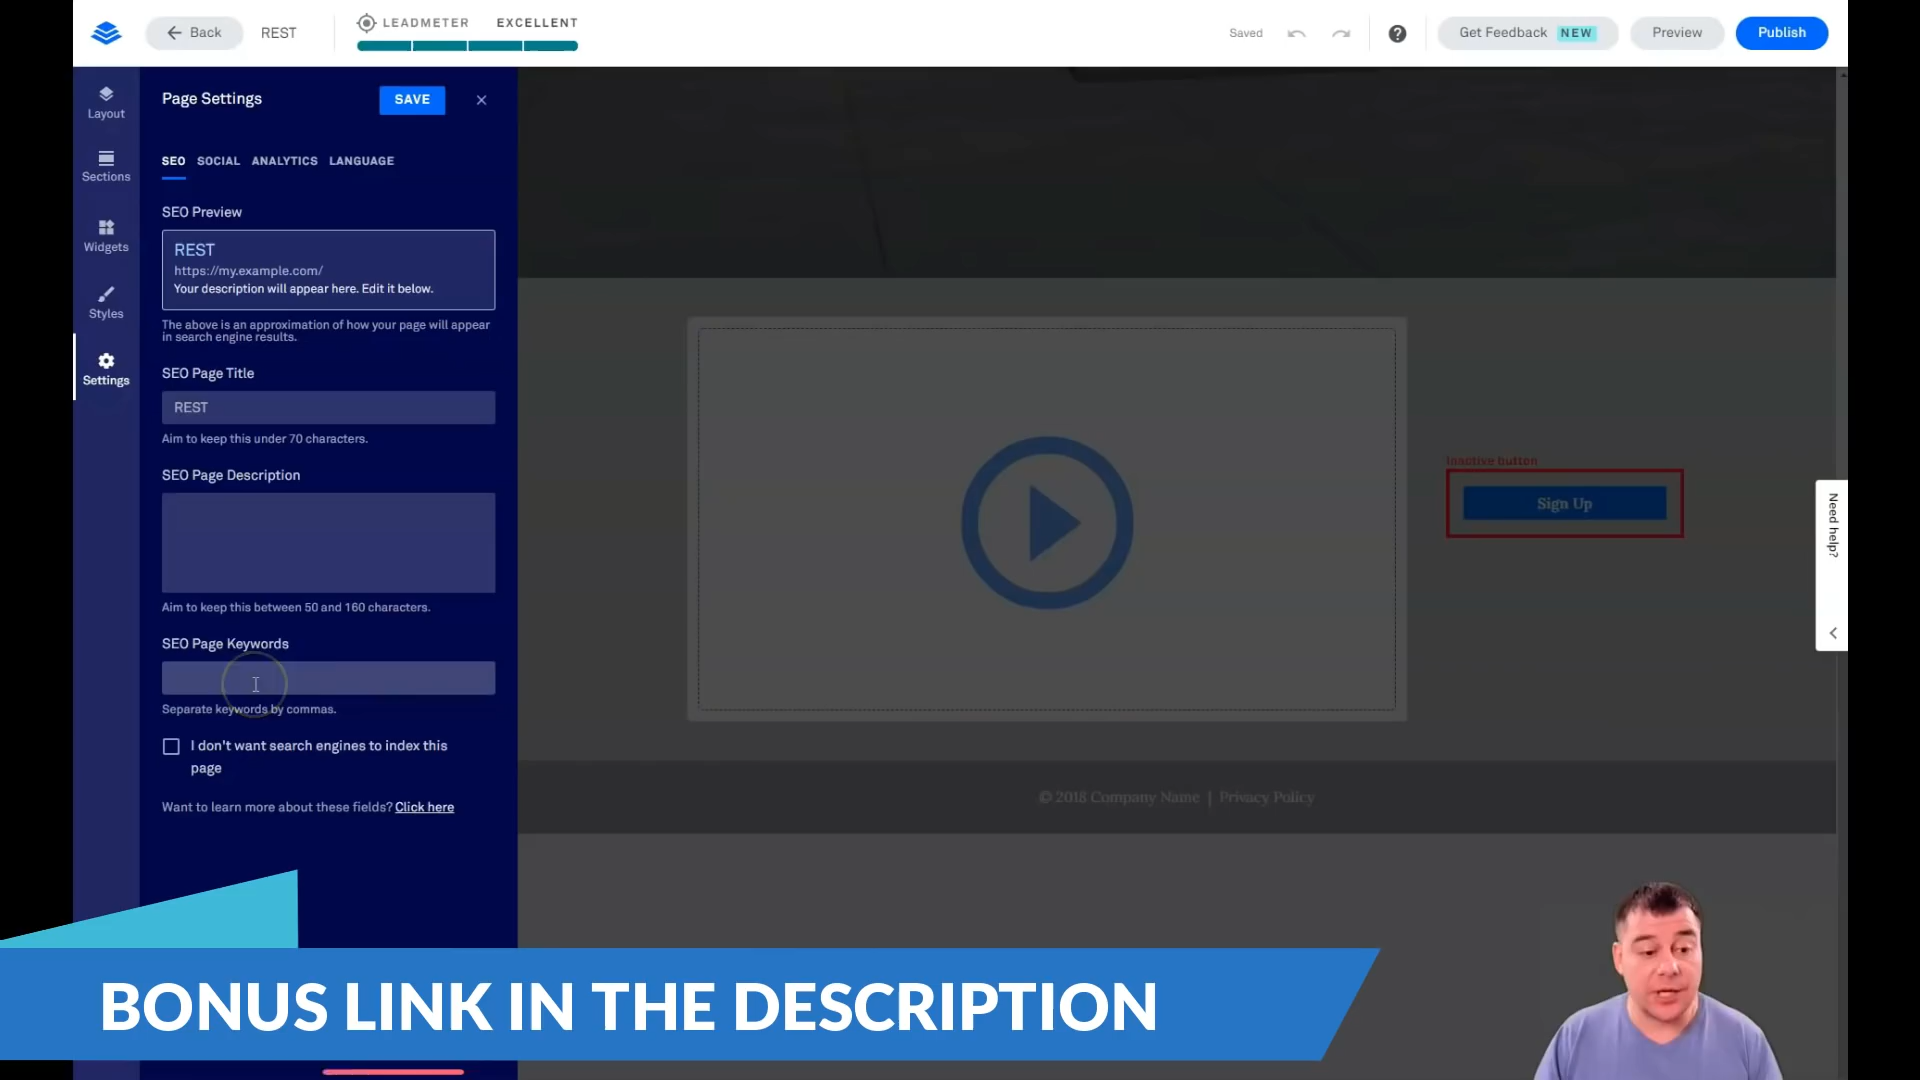 Back
REST
LEADMETER EXCELLENT
Saved
?
Get Feedback NEW
Preview
Publish
Layout
Sections
Widgets
Styles
Settings
Page Settings
SAVE
SEO SOCIAL ANALYTICS LANGUAGE
SEO Preview
REST
https://my.example.com/
Your description will appear here. Edit it below.
The above is an approximation of how your page will appear
in search engine results.
SEO Page Title
REST
Aim to keep this under 70 characters.
SEO Page Description
Aim to keep this between 50 and 160 characters.
SEO Page Keywords
Separate keywords by commas.
I don't want search engines to index this
page
Want to learn more about these fields? Click here
Inactive button
Sign Up
Need help?
© 2018 Company Name | Privacy Policy
BONUS LINK IN THE DESCRIPTION